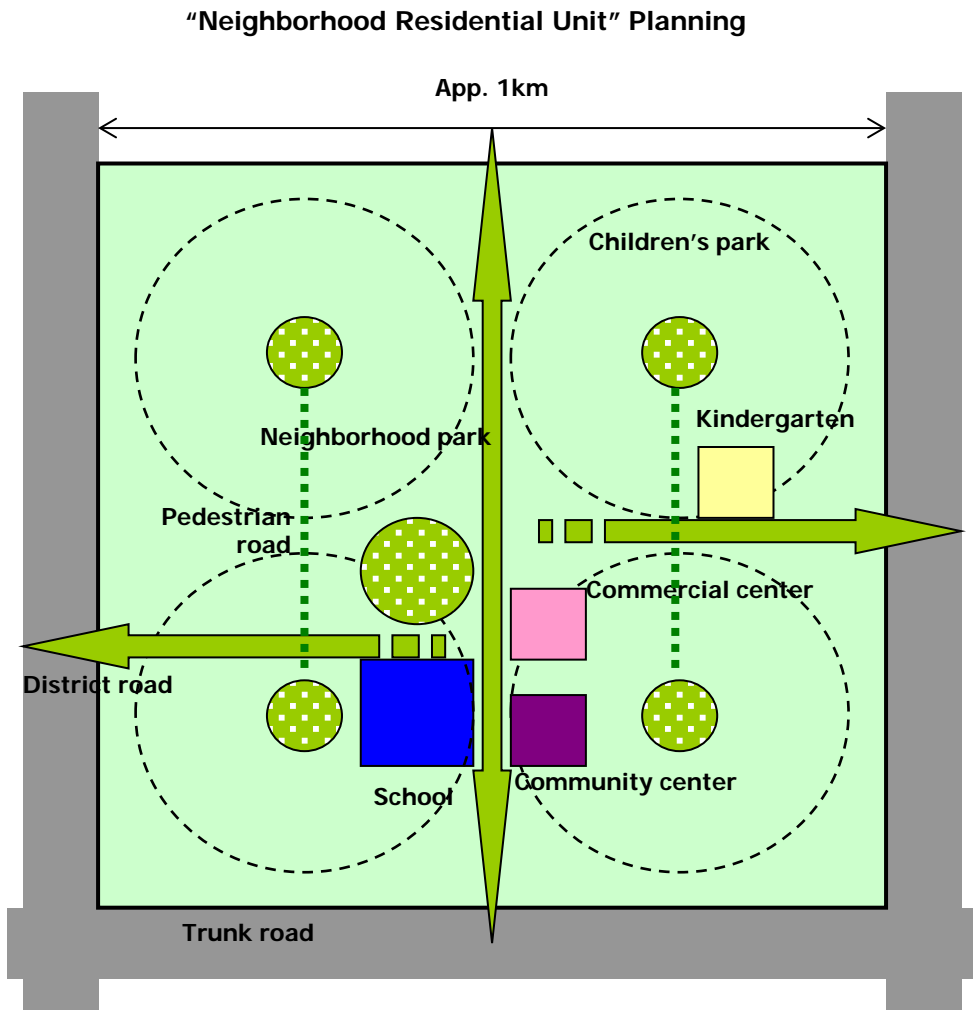 “Neighborhood Residential Unit” Planning
App. 1km
Children’s park
Kindergarten
Neighborhood park
Pedestrian
road
Commercial center
District road
Community center
School
Trunk road